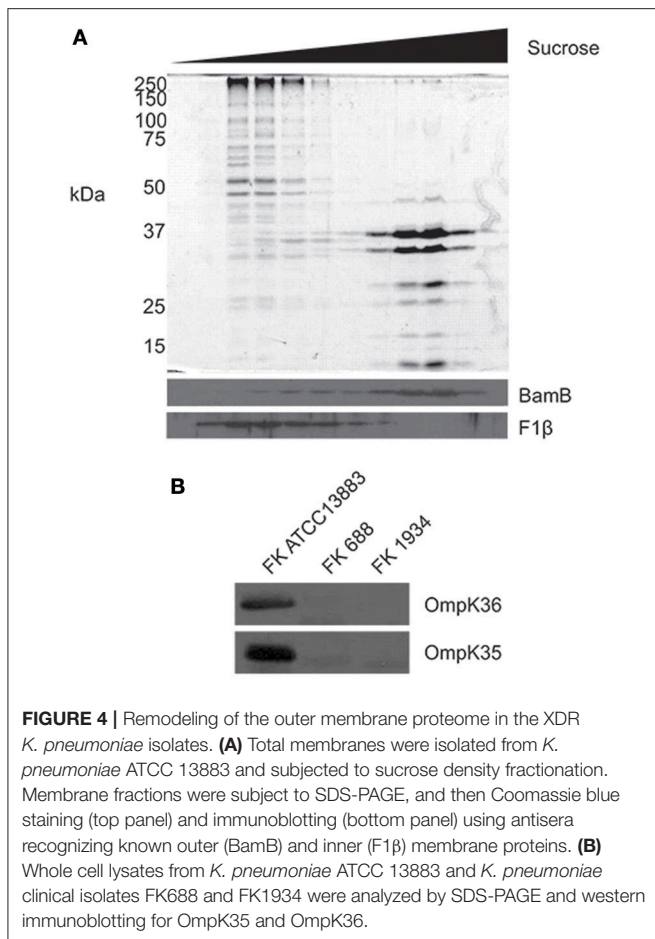 A
Sucrose
250
150
100
75
50
kDa
37
25
15
BamB
F1β
B
FK ATCC13883
FK 688
FK 1934
OmpK36
OmpK35
FIGURE 4 | Remodeling of the outer membrane proteome in the XDR
K. pneumoniae isolates. (A) Total membranes were isolated from K.
pneumoniae ATCC 13883 and subjected to sucrose density fractionation.
Membrane fractions were subject to SDS-PAGE, and then Coomassie blue
staining (top panel) and immunoblotting (bottom panel) using antisera
recognizing known outer (BamB) and inner (F1β) membrane proteins. (B)
Whole cell lysates from K. pneumoniae ATCC 13883 and K. pneumoniae
clinical isolates FK688 and FK1934 were analyzed by SDS-PAGE and western
immunoblotting for OmpK35 and OmpK36.